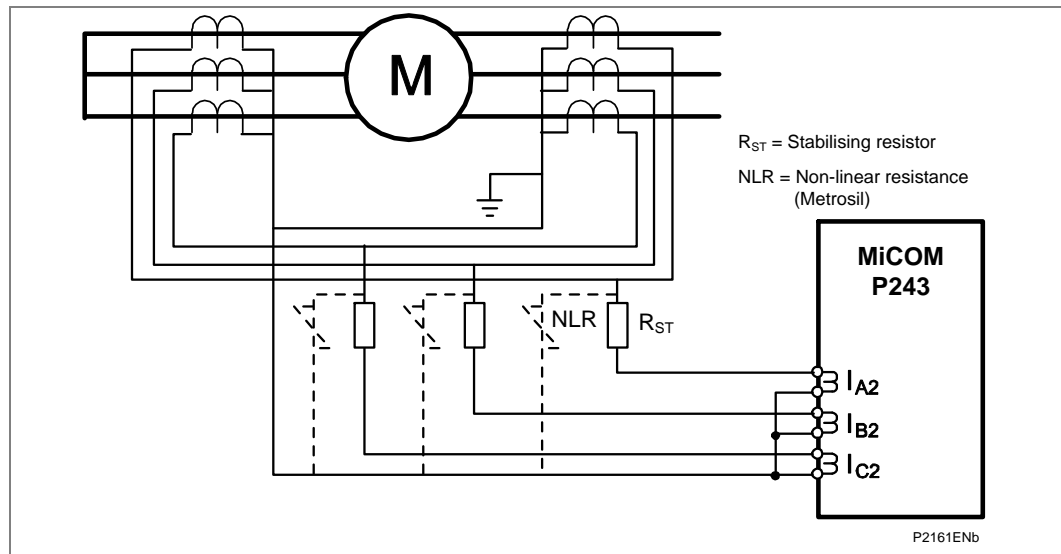 M
R_ST = Stabilising resistor
NLR = Non-linear resistance
(Metrosil)
MiCOM
P243
NLR
R_ST
I_A2
I_B2
I_C2
P2161ENb